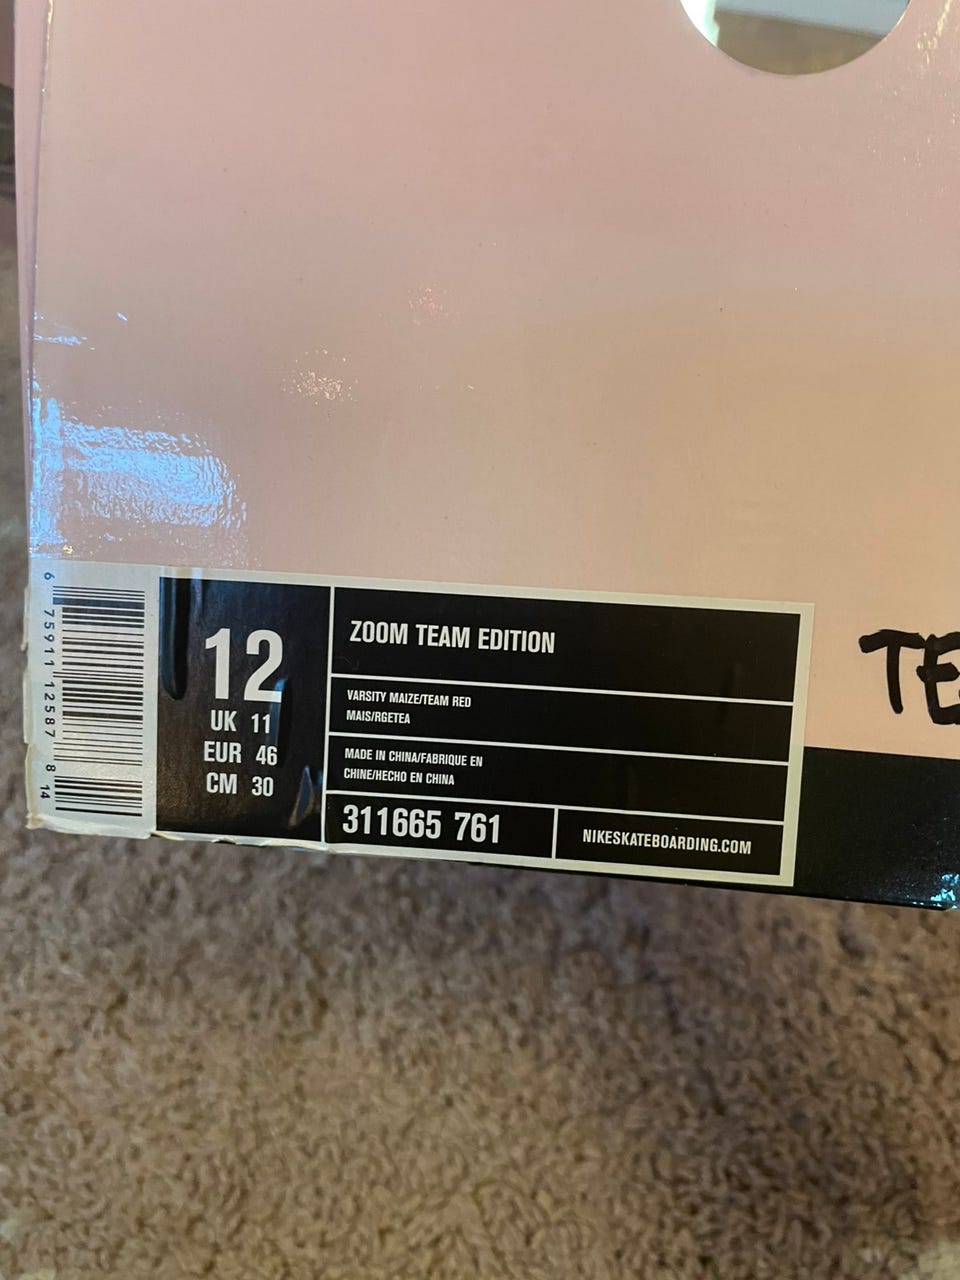 6 75911 12587 8 14
12
UK 11
EUR 46
CM 30
ZOOM TEAM EDITION
VARSITY MAIZE/TEAM RED
MAIS/RGETEA
MADE IN CHINA/FABRIQUE EN
CHINE/HECHO EN CHINA
311665 761
NIKESKATEBOARDING.COM
TE